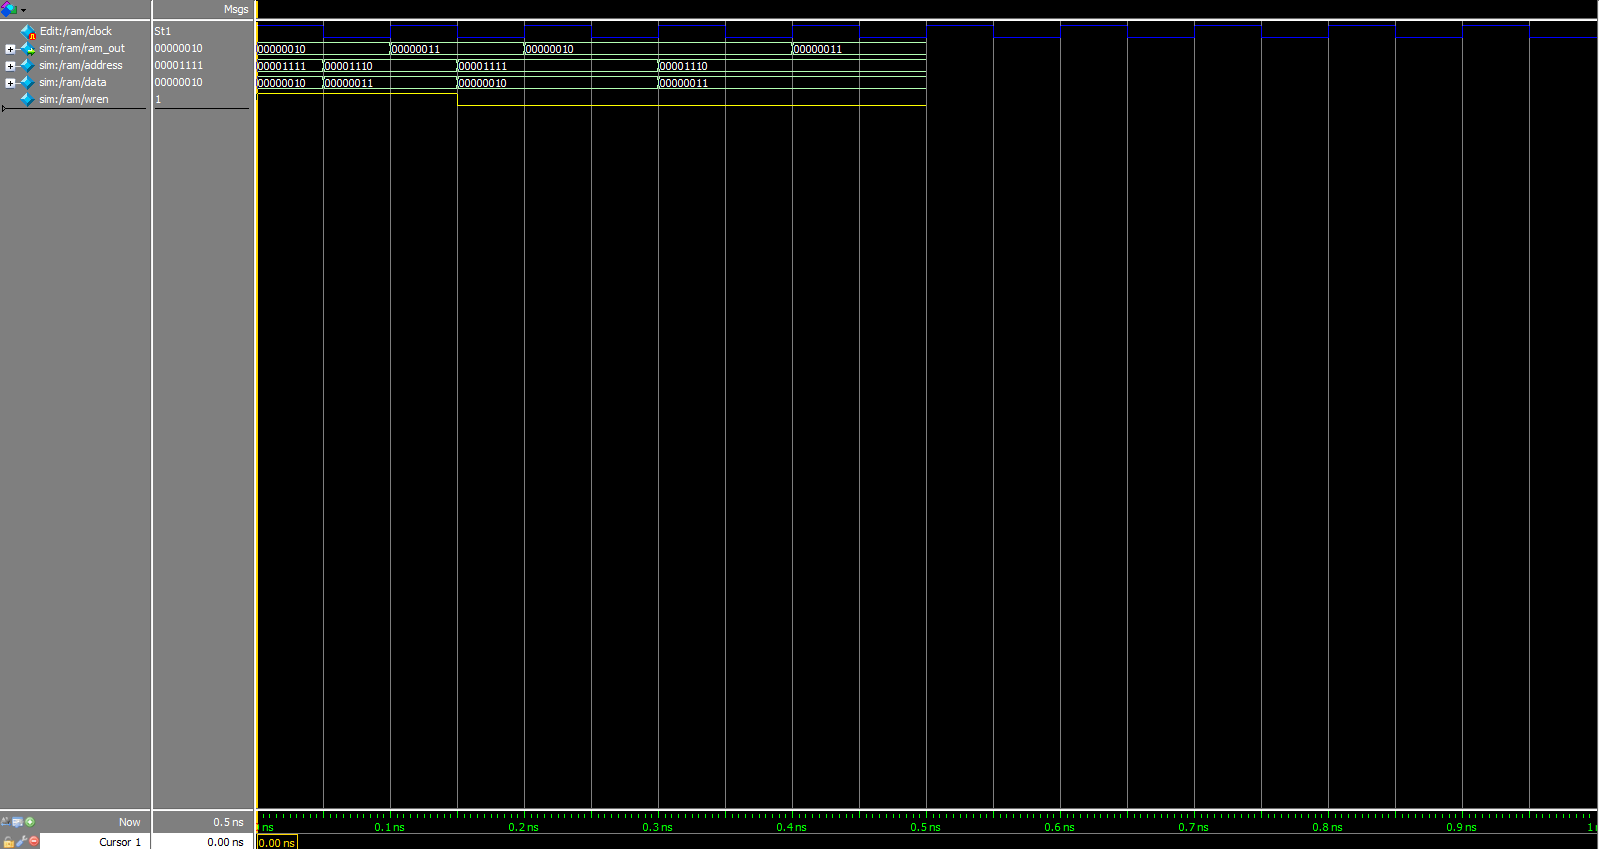 Msgs
Edit:/ram/clock St1
sim:/ram/ram_out 00000010 00000010 00000011 00000010 00000011
sim:/ram/address 00001111 00001111 00001110 00001111 00001110
sim:/ram/data 00000010 00000010 00000011 00000010 00000011
sim:/ram/wren 1
Now 0.5 ns ns 0.1 ns 0.2 ns 0.3 ns 0.4 ns 0.5 ns 0.6 ns 0.7 ns 0.8 ns 0.9 ns 1
Cursor 1 0.00 ns 0.00 ns